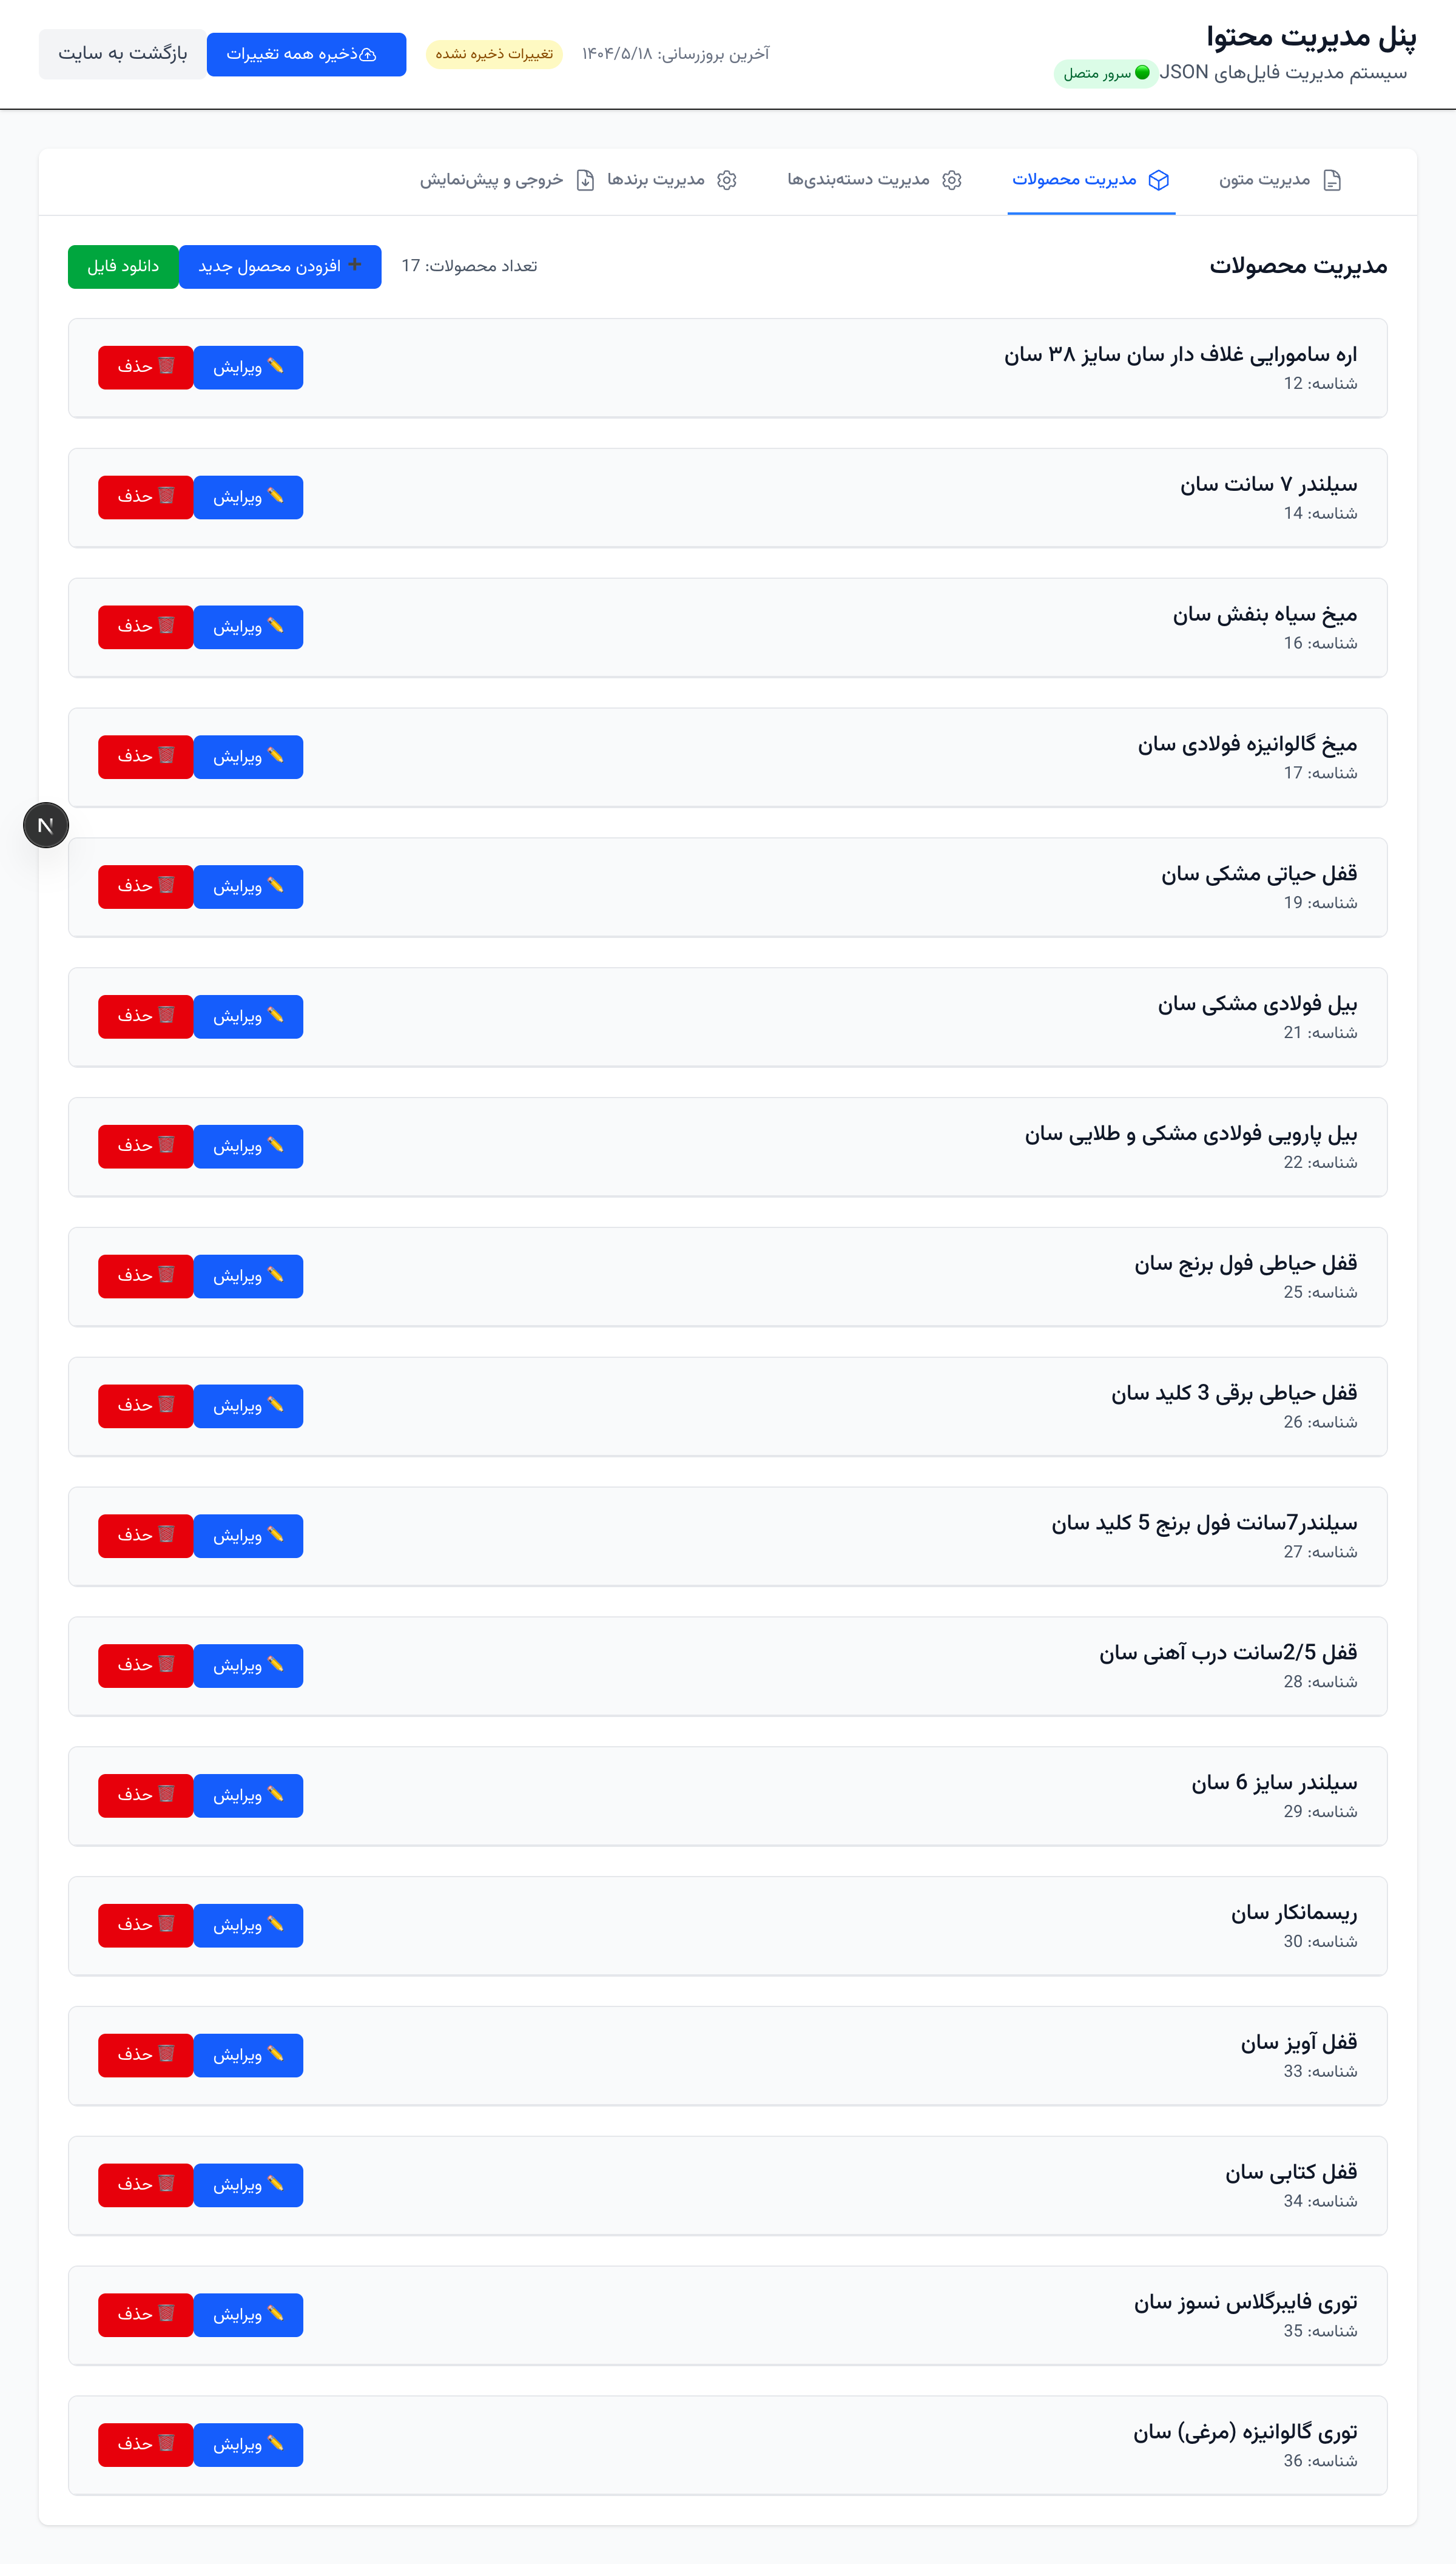 پنل مدیریت محتوا
سیستم مدیریت فایل‌های JSON
🟢 سرور متصل
آخرین بروزرسانی: ۱۴۰۴/۵/۱۸
تغییرات ذخیره نشده
ذخیره همه تغییرات
بازگشت به سایت
مدیریت متون
مدیریت محصولات
مدیریت دسته‌بندی‌ها
مدیریت برندها
خروجی و پیش‌نمایش
مدیریت محصولات
تعداد محصولات: 17
➕ افزودن محصول جدید
دانلود فایل
اره سامورایی غلاف دار سان سایز ۳۸ سان
شناسه: 12
✏️ ویرایش
🗑️ حذف
سیلندر ۷ سانت سان
شناسه: 14
✏️ ویرایش
🗑️ حذف
میخ سیاه بنفش سان
شناسه: 16
✏️ ویرایش
🗑️ حذف
میخ گالوانیزه فولادی سان
شناسه: 17
✏️ ویرایش
🗑️ حذف
N
قفل حیاتی مشکی سان
شناسه: 19
✏️ ویرایش
🗑️ حذف
بیل فولادی مشکی سان
شناسه: 21
✏️ ویرایش
🗑️ حذف
بیل پارویی فولادی مشکی و طلایی سان
شناسه: 22
✏️ ویرایش
🗑️ حذف
قفل حیاطی فول برنج سان
شناسه: 25
✏️ ویرایش
🗑️ حذف
قفل حیاطی برقی 3 کلید سان
شناسه: 26
✏️ ویرایش
🗑️ حذف
سیلندر7سانت فول برنج 5 کلید سان
شناسه: 27
✏️ ویرایش
🗑️ حذف
قفل 2/5سانت درب آهنی سان
شناسه: 28
✏️ ویرایش
🗑️ حذف
سیلندر سایز 6 سان
شناسه: 29
✏️ ویرایش
🗑️ حذف
ریسمانکار سان
شناسه: 30
✏️ ویرایش
🗑️ حذف
قفل آویز سان
شناسه: 33
✏️ ویرایش
🗑️ حذف
قفل کتابی سان
شناسه: 34
✏️ ویرایش
🗑️ حذف
توری فایبرگلاس نسوز سان
شناسه: 35
✏️ ویرایش
🗑️ حذف
توری گالوانیزه (مرغی) سان
شناسه: 36
✏️ ویرایش
🗑️ حذف